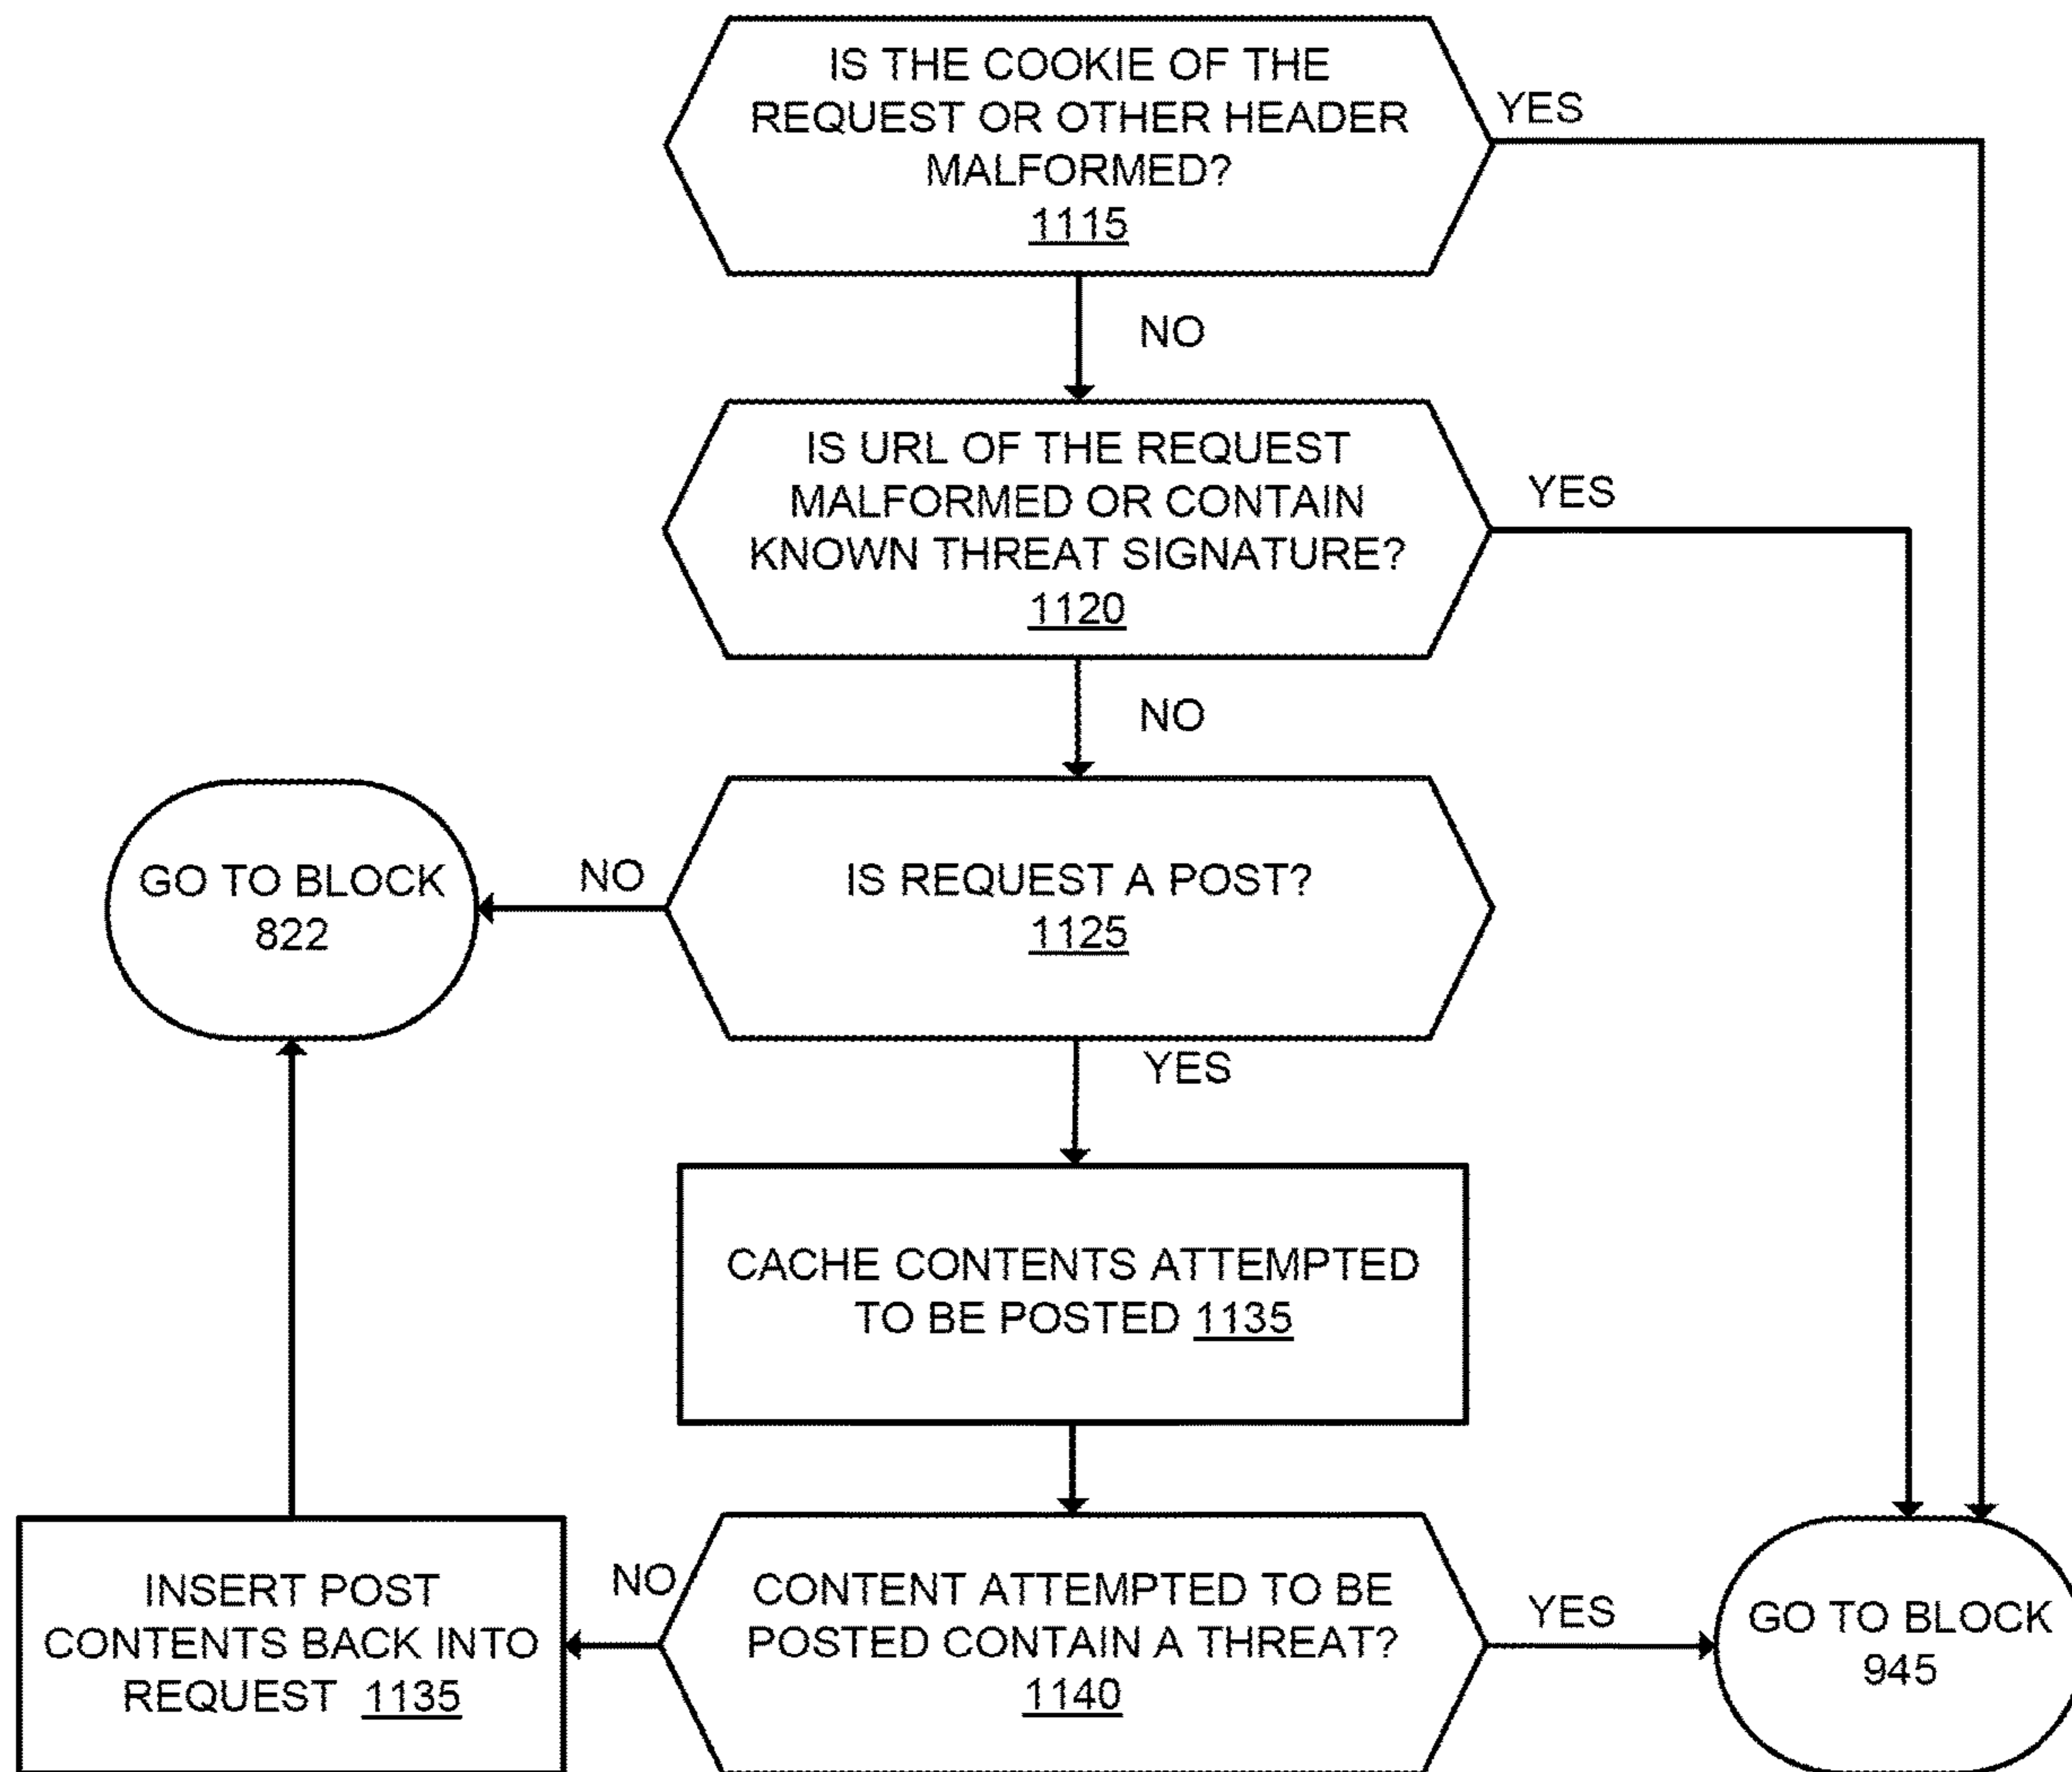 IS THE COOKIE OF THE
REQUEST OR OTHER HEADER
MALFORMED?
1115
YES
NO
IS URL OF THE REQUEST
MALFORMED OR CONTAIN
KNOWN THREAT SIGNATURE?
1120
YES
NO
GO TO BLOCK
822
NO
IS REQUEST A POST?
1125
YES
CACHE CONTENTS ATTEMPTED
TO BE POSTED 1135
INSERT POST
CONTENTS BACK INTO
REQUEST 1135
NO
CONTENT ATTEMPTED TO BE
POSTED CONTAIN A THREAT?
1140
YES
GO TO BLOCK
945